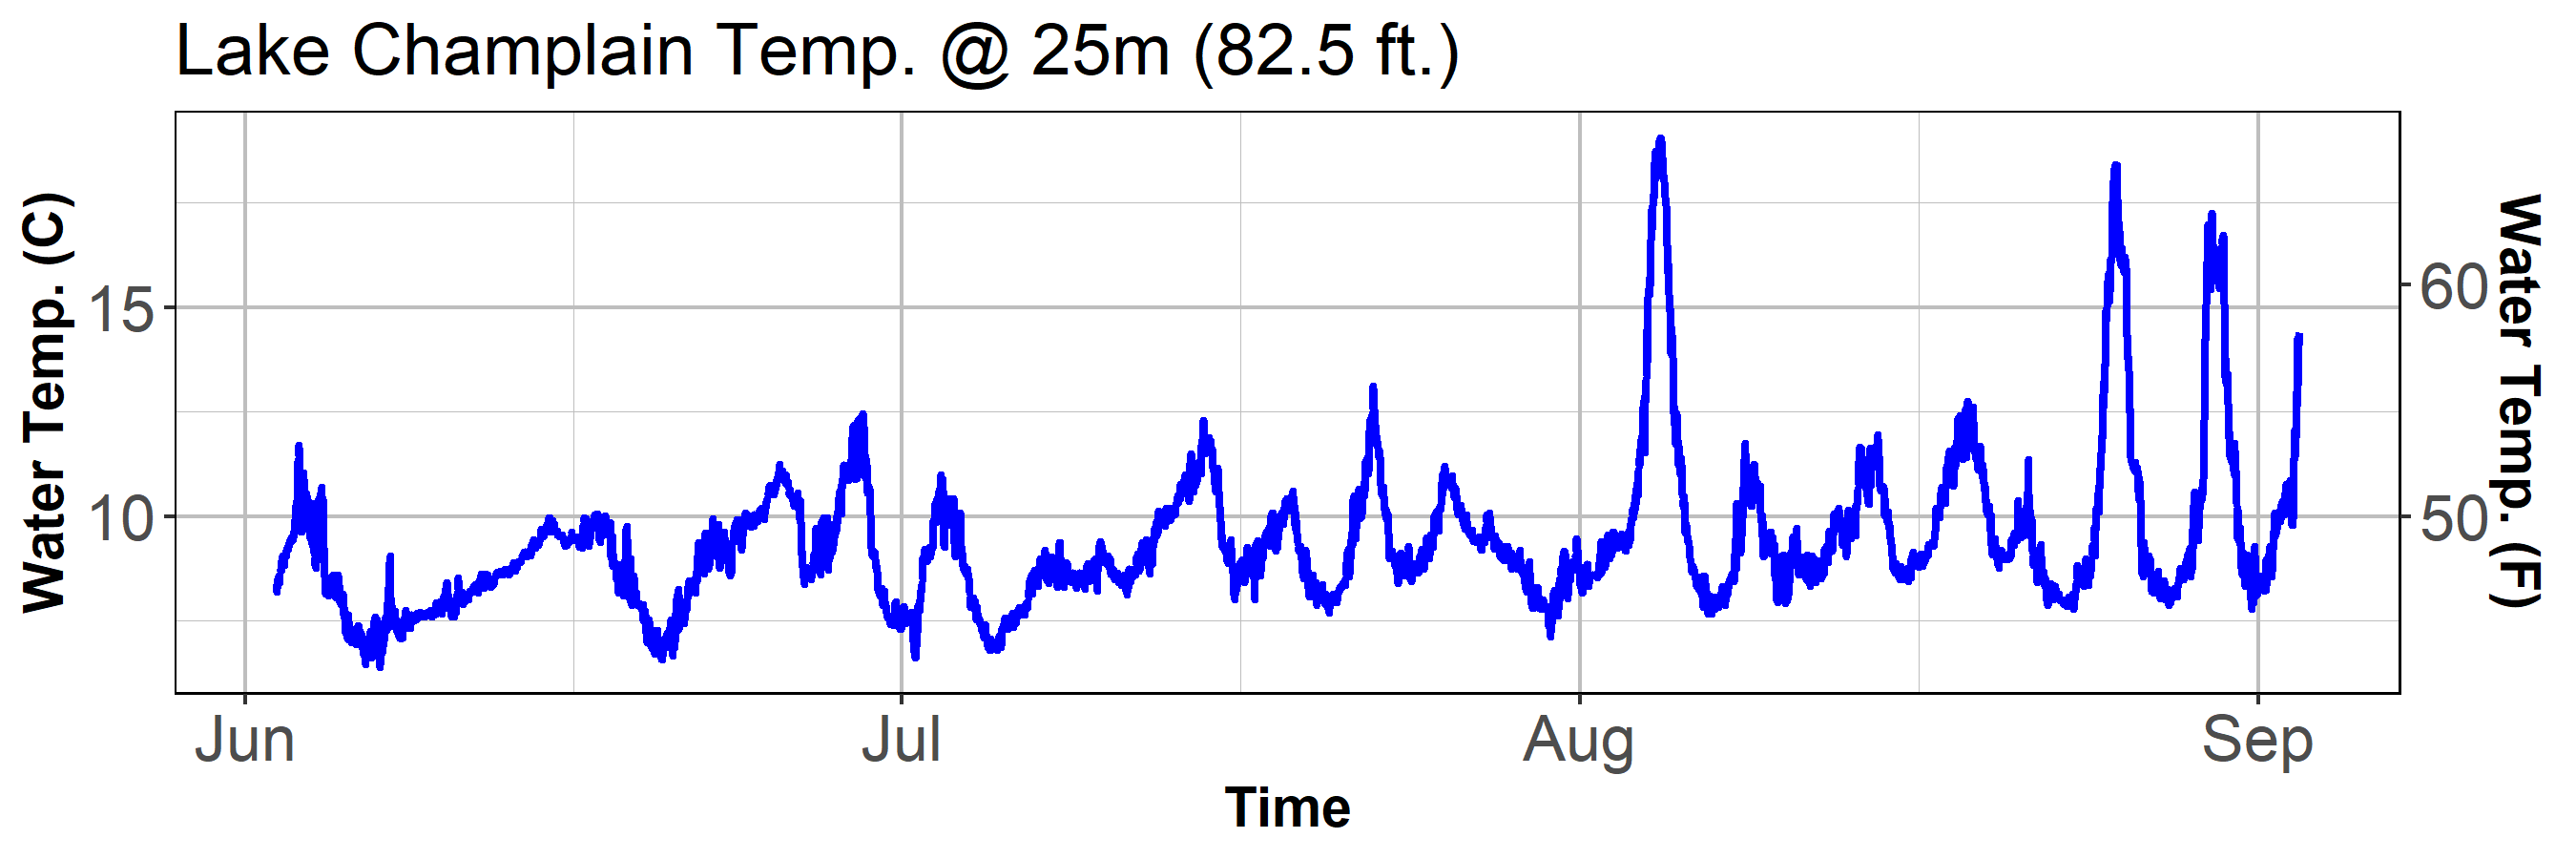 Lake Champlain Temp. @ 25m (82.5 ft.)
Water Temp. (C)
15
10
60
50
Water Temp. (F)
Jun Jul Aug Sep
Time